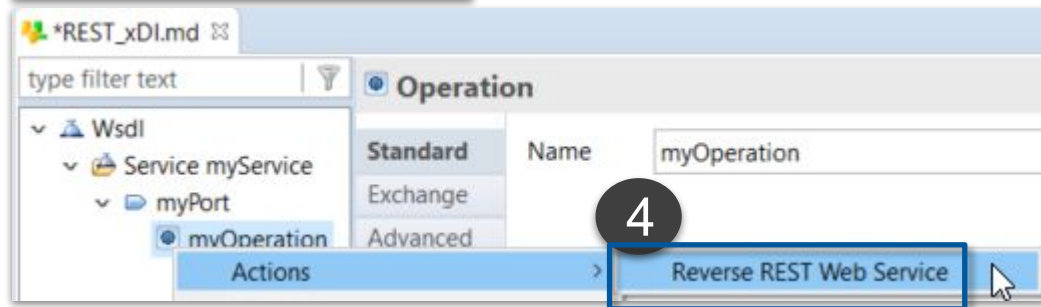 *REST_xDI.md
type filter text
Operation
Wsdl
Service myService
Standard
Name
myOperation
myPort
Exchange
4
myOperation
Advanced
Actions
Reverse REST Web Service